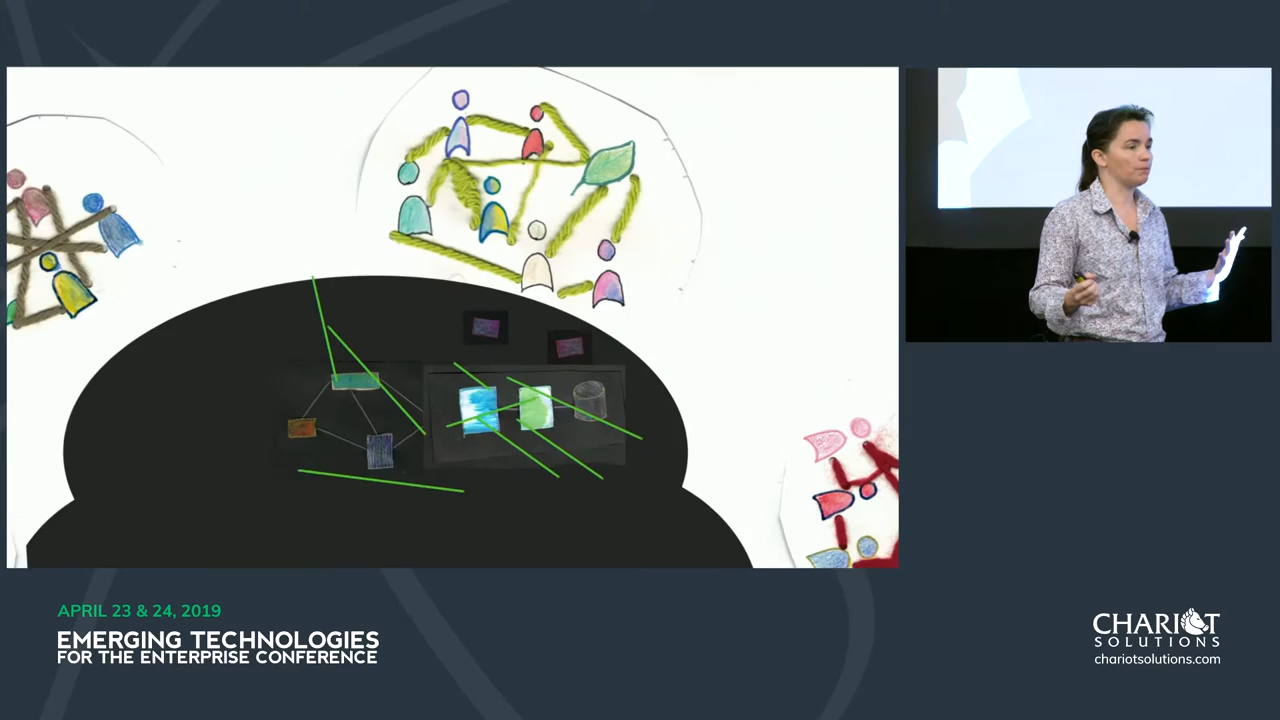 APRIL 23 & 24, 2019
EMERGING TECHNOLOGIES
FOR THE ENTERPRISE CONFERENCE
CHARIOT
SOLUTIONS
chariotsolutions.com